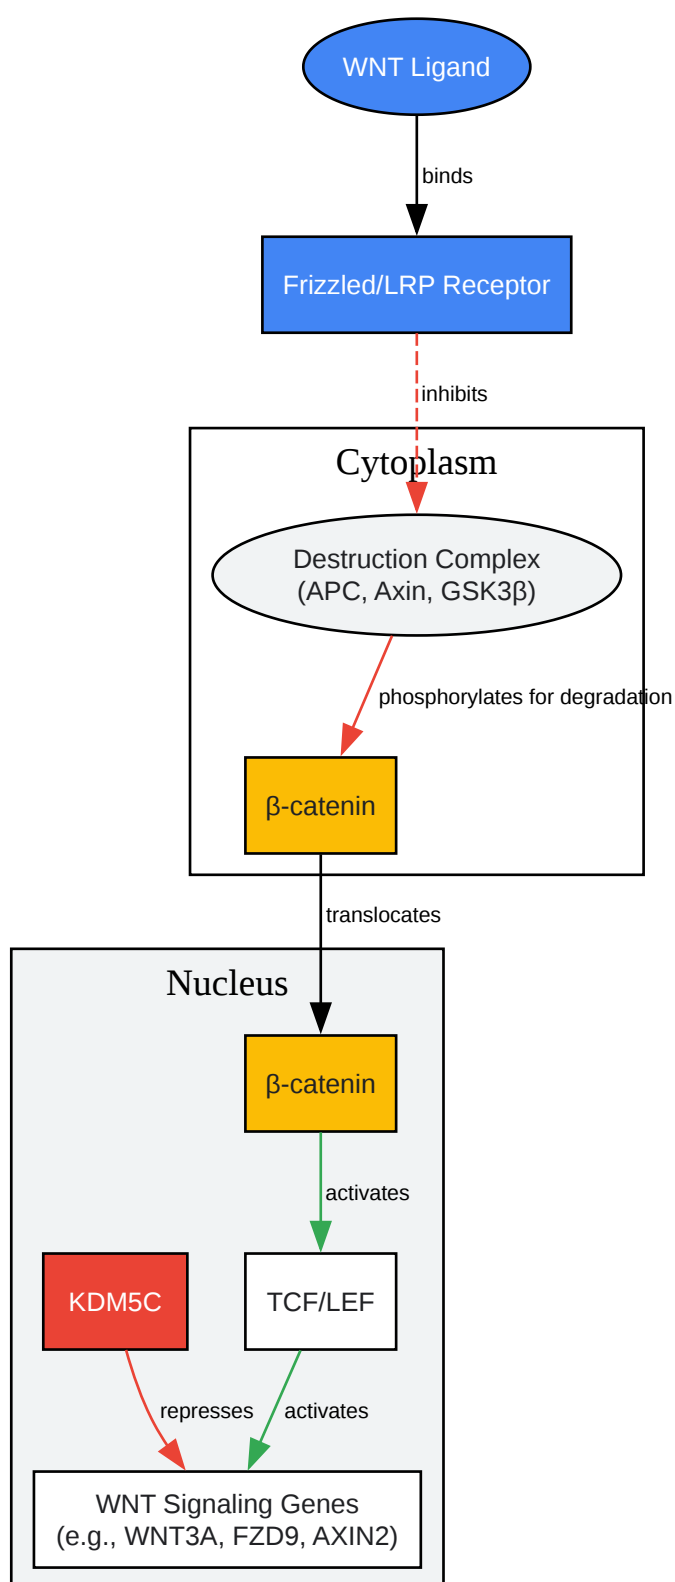 WNT Ligand
binds
Frizzled/LRP Receptor
inhibits
Cytoplasm
Destruction Complex
(APC, Axin, GSK3β)
phosphorylates for degradation
β-catenin
translocates
Nucleus
β-catenin
activates
KDM5C
TCF/LEF
represses
activates
WNT Signaling Genes
(e.g., WNT3A, FZD9, AXIN2)